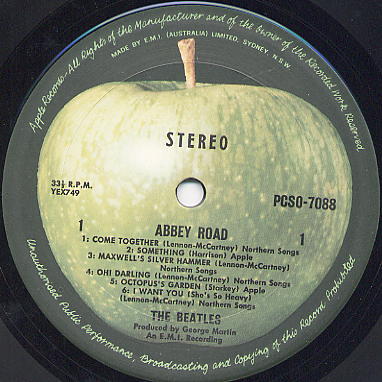 Apple Records—All Rights of the Manufacturer and of the Owner of the Recorded Work Reserved
MADE BY E.M.I. (AUSTRALIA) LIMITED, SYDNEY, N.S.W.
STEREO
33⅓ R.P.M.
YEX749
PCSO-7088
1
ABBEY ROAD
1
1: COME TOGETHER (Lennon-McCartney) Northern Songs
2: SOMETHING (Harrison) Apple
3: MAXWELL'S SILVER HAMMER (Lennon-McCartney)
Northern Songs
4: OH! DARLING (Lennon-McCartney) Northern Songs
5: OCTOPUS'S GARDEN (Starkey) Apple
6: I WANT YOU (She's So Heavy)
(Lennon-McCartney) Northern Songs
THE BEATLES
Produced by George Martin
An E.M.I. Recording
Unauthorised Public Performance, Broadcasting and Copying of this Record Prohibited